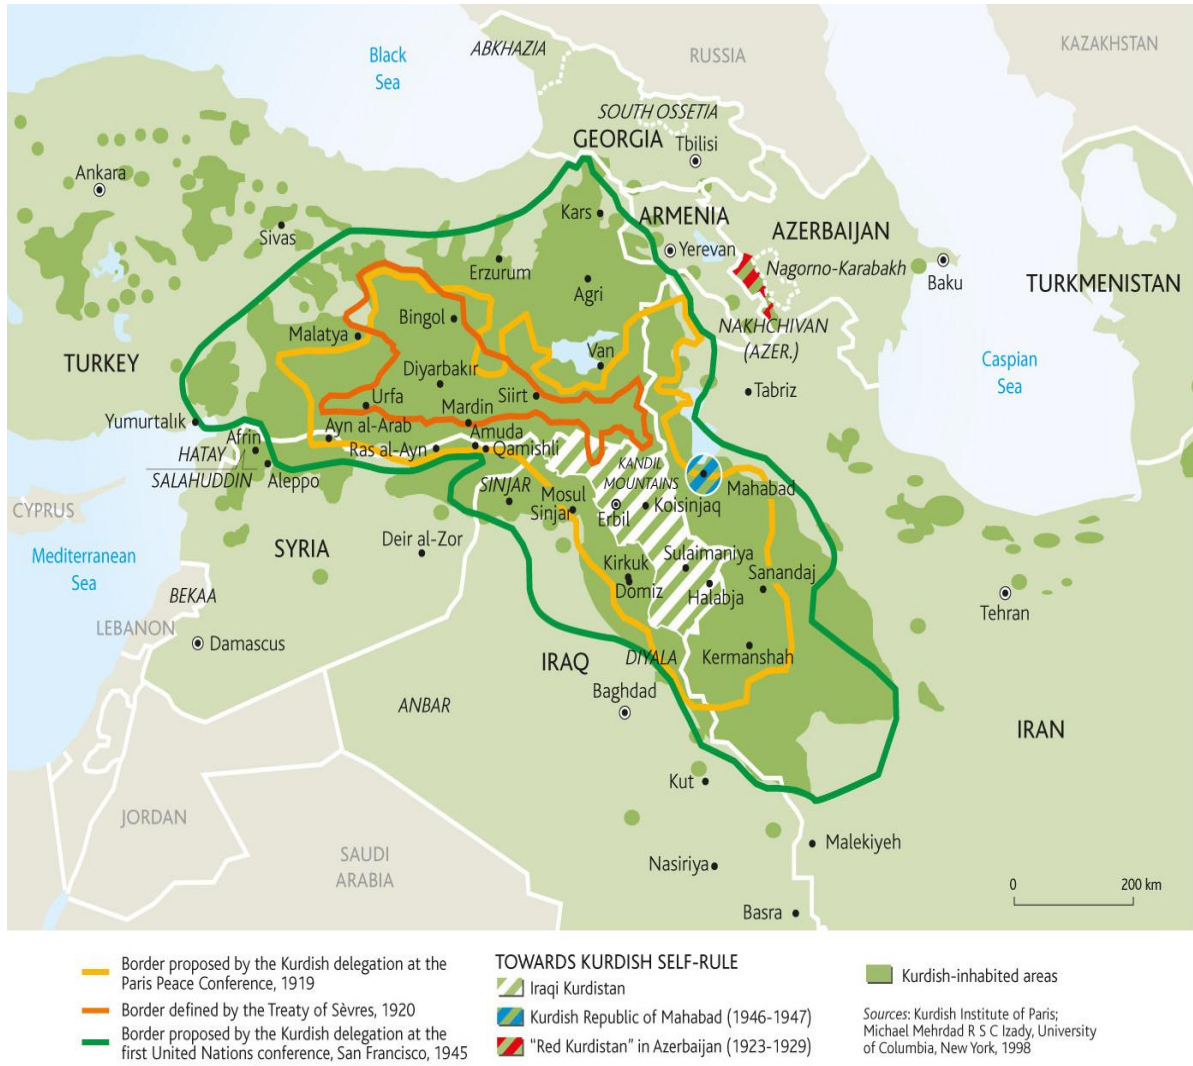 ABKHAZIA
RUSSIA
KAZAKHSTAN
Black
Sea
SOUTH OSSETIA
GEORGIA
Tbilisi
Ankara
Sivas
Kars
ARMENIA
AZERBAIJAN
Yerevan
Nagorno-Karabakh
Baku
TURKMENISTAN
Erzurum
Agri
Bingol
Malatya
NAKHCHIVAN
(AZER.)
Van
TURKEY
Caspian
Sea
Diyarbakır
Urfa
Siirt
Tabriz
Mardin
Yumurtalık
Ayn al-Arab
Amuda
Afrin
Ras al-Ayn
Qamishli
HATAY
SALAHUDDIN
Aleppo
SINJAR
KANDIL
MOUNTAINS
Mahabad
CYPRUS
Mosul
Sinjar
Erbil
Koisinjaq
Mediterranean
Sea
SYRIA
Deir al-Zor
Sulaimaniya
Kirkuk
Domiz
Sanandaj
Halabja
BEKAA
Tehran
LEBANON
Damascus
IRAQ
DIYALA
Kermanshah
Baghdad
ANBAR
IRAN
Kut
JORDAN
Malekiyeh
SAUDI
ARABIA
Nasiriya
Basra
0
200 km
Border proposed by the Kurdish delegation at the
Paris Peace Conference, 1919
Border defined by the Treaty of Sèvres, 1920
Border proposed by the Kurdish delegation at the
first United Nations conference, San Francisco, 1945
TOWARDS KURDISH SELF-RULE
Iraqi Kurdistan
Kurdish Republic of Mahabad (1946-1947)
“Red Kurdistan” in Azerbaijan (1923-1929)
Kurdish-inhabited areas
Sources: Kurdish Institute of Paris;
Michael Mehrdad R S C Izady, University
of Columbia, New York, 1998